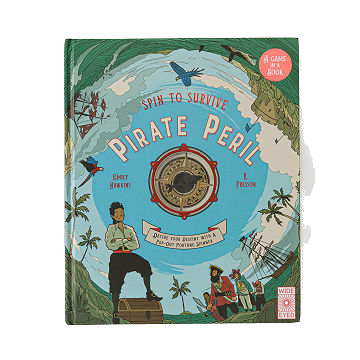 A GAME
IN A
BOOK
SPIN TO SURVIVE
PIRATE PERIL
EMILY
HAWKINS
R.
FRESSON
DECIDE YOUR DESTINY WITH A
POP-OUT FORTUNE SPINNER
WIDE
EYED